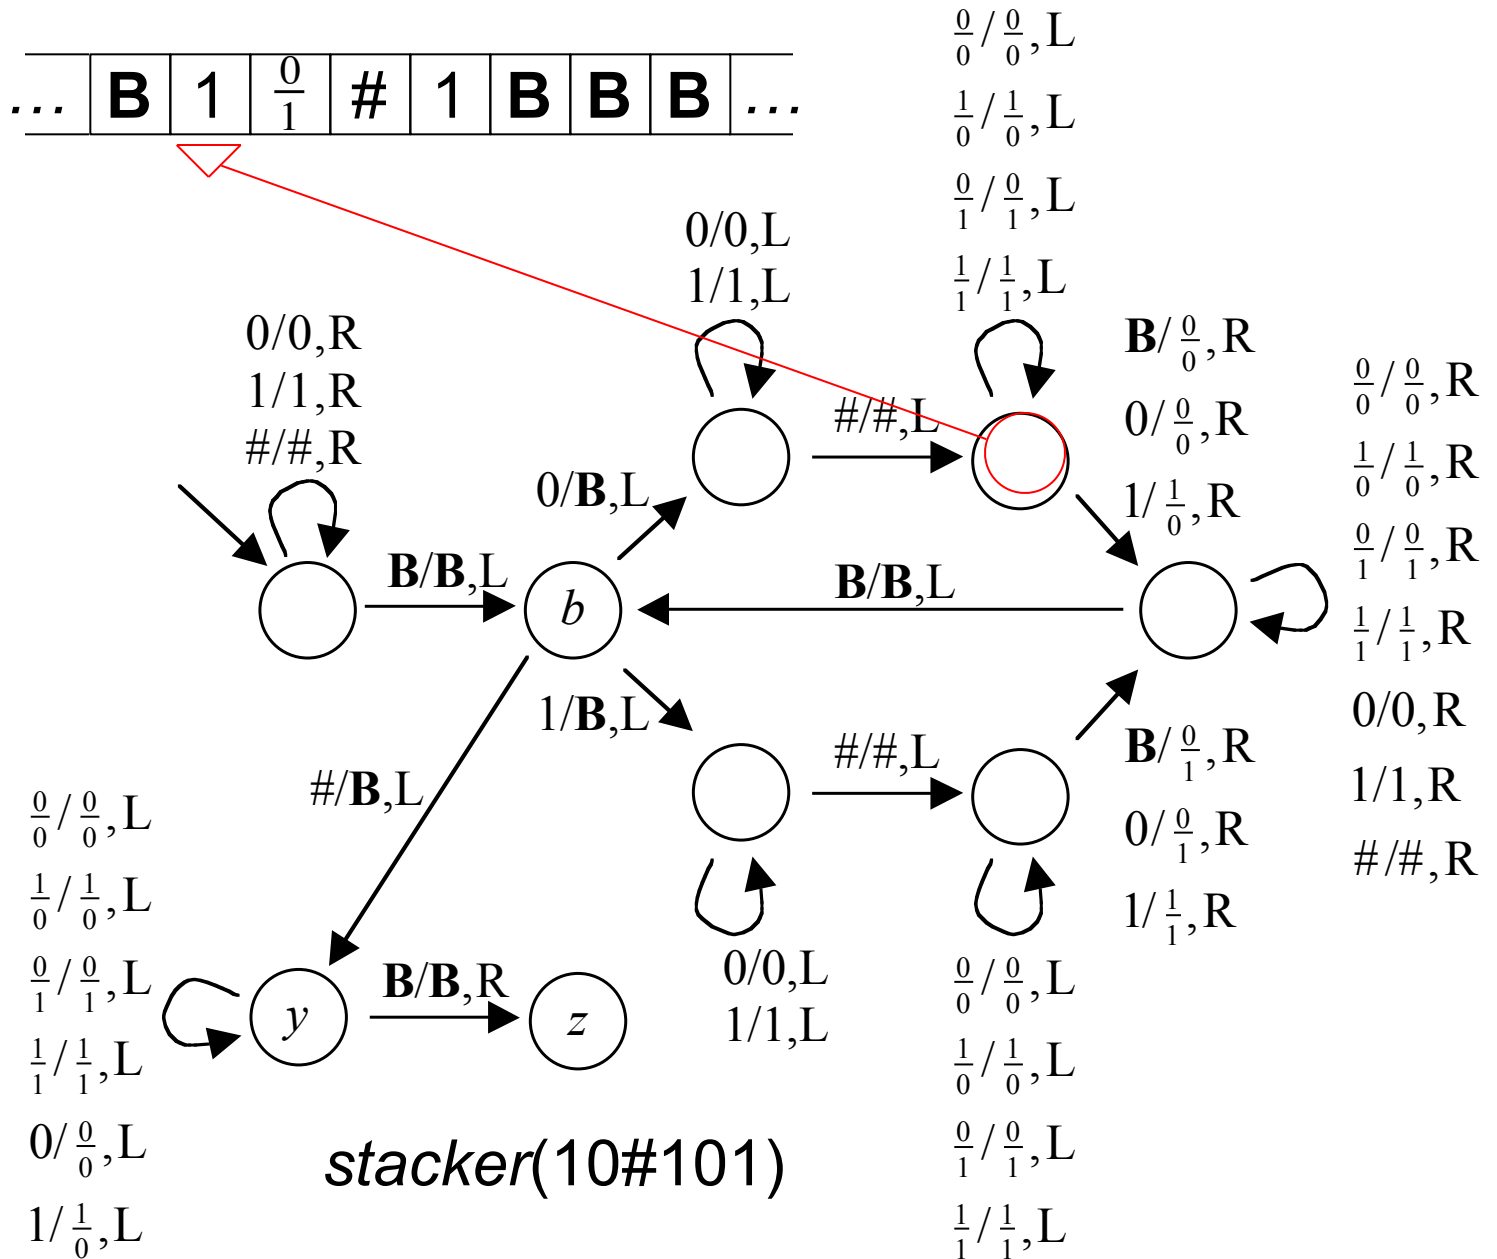 ... B 1 0/1 # 1 B B B ...
0/0 / 0/0 ,L
1/0 / 1/0 ,L
0/1 / 0/1 ,L
1/1 / 1/1 ,L
0/0,L
1/1,L
0/0,R
1/1,R
#/#,R
#/#,L
B/ 0/0 ,R
0/ 0/0 ,R
1/ 1/0 ,R
0/0 / 0/0 ,R
1/0 / 1/0 ,R
0/1 / 0/1 ,R
1/1 / 1/1 ,R
0/0,R
1/1,R
#/#,R
0/B,L
B/B,L
b
B/B,L
1/B,L
#/B,L
#/#,L
B/ 0/1 ,R
0/ 0/1 ,R
1/ 1/1 ,R
0/0 / 0/0 ,L
1/0 / 1/0 ,L
0/1 / 0/1 ,L
1/1 / 1/1 ,L
0/ 0/0 ,L
1/ 1/0 ,L
y
B/B,R
z
0/0,L
1/1,L
0/0 / 0/0 ,L
1/0 / 1/0 ,L
0/1 / 0/1 ,L
1/1 / 1/1 ,L
stacker(10#101)